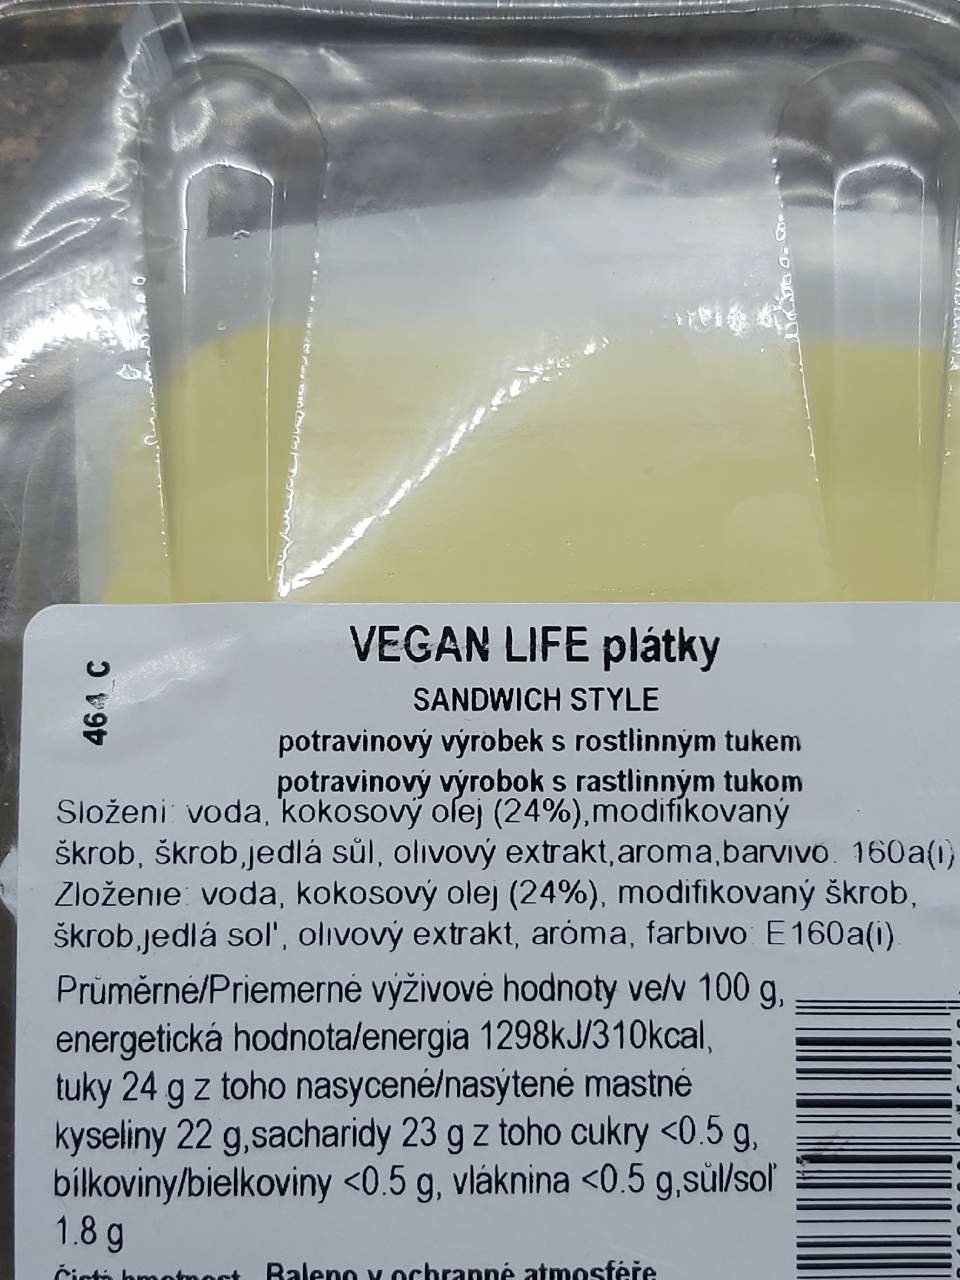 464 C
VEGAN LIFE plátky
SANDWICH STYLE
potravinový výrobek s rostlinným tukem
potravinový výrobok s rastlinným tukom
Složení: voda, kokosový olej (24%),modifikovaný
škrob, škrob,jedlá sůl, olivový extrakt,aroma,barvivo: 160a(i)
Zloženie: voda, kokosový olej (24%), modifikovaný škrob,
škrob,jedlá sol', olivový extrakt, aróma, farbivo: E160a(i).
Průměrné/Priemerné výživové hodnoty ve/v 100 g,
energetická hodnota/energia 1298kJ/310kcal,
tuky 24 g z toho nasycené/nasýtené mastné
kyseliny 22 g,sacharidy 23 g z toho cukry <0.5 g,
bílkoviny/bielkoviny <0.5 g, vláknina <0.5 g,sůl/soľ
1.8 g
Čistá hmotnost Baleno v ochranné atmosféře